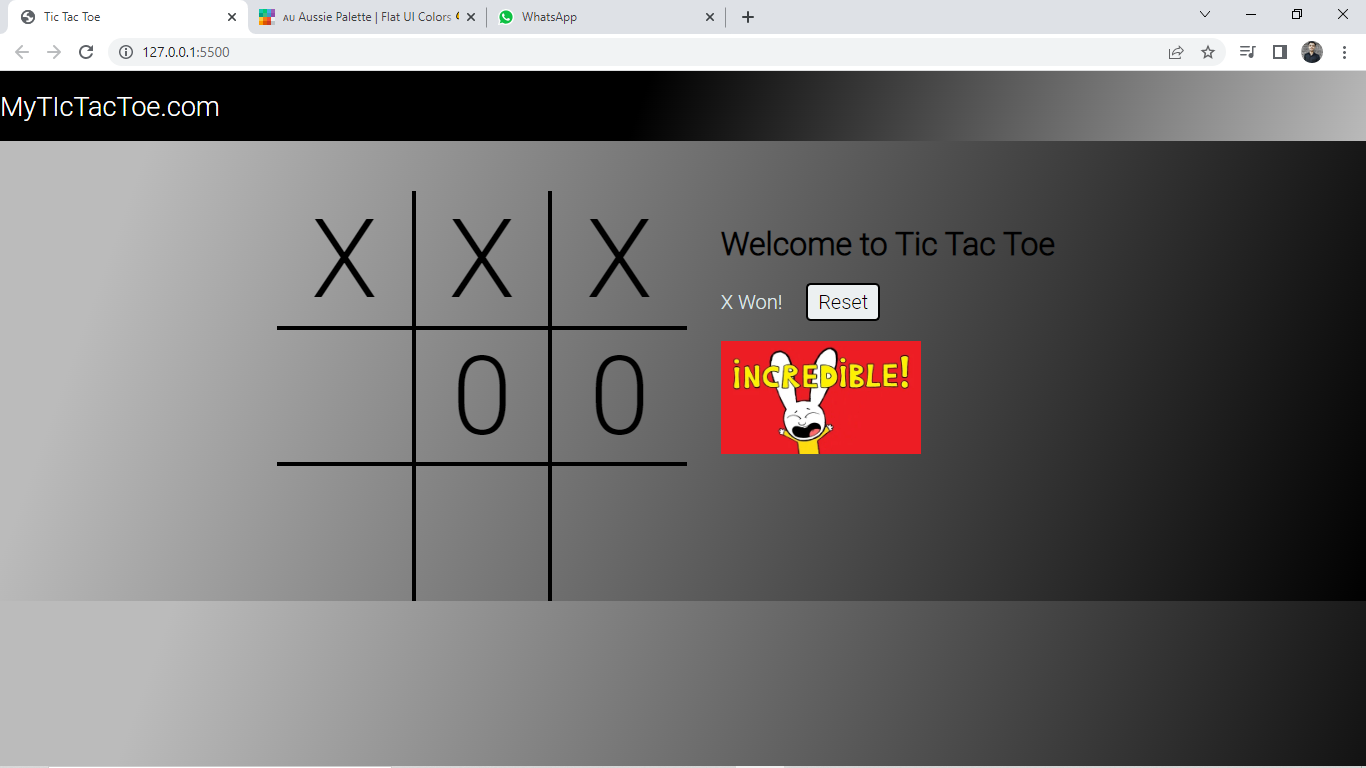 Tic Tac Toe
AU Aussie Palette | Flat UI Colors
WhatsApp
127.0.0.1:5500
MyTIcTacToe.com
X X X
0 0
Welcome to Tic Tac Toe
X Won! Reset
¡NCREDiBLE!